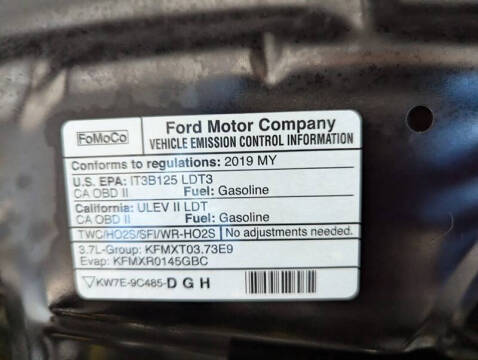 FoMoCo
Ford Motor Company
VEHICLE EMISSION CONTROL INFORMATION
Conforms to regulations: 2019 MY
U.S. EPA: IT3B125 LDT3
CA OBD II Fuel: Gasoline
California: ULEV II LDT
CA OBD II Fuel: Gasoline
TWC/HO2S/SFI/WR-HO2S No adjustments needed.
3.7L-Group: KFMXT03.73E9
Evap: KFMXR0145GBC
KW7E-9C485-D G H